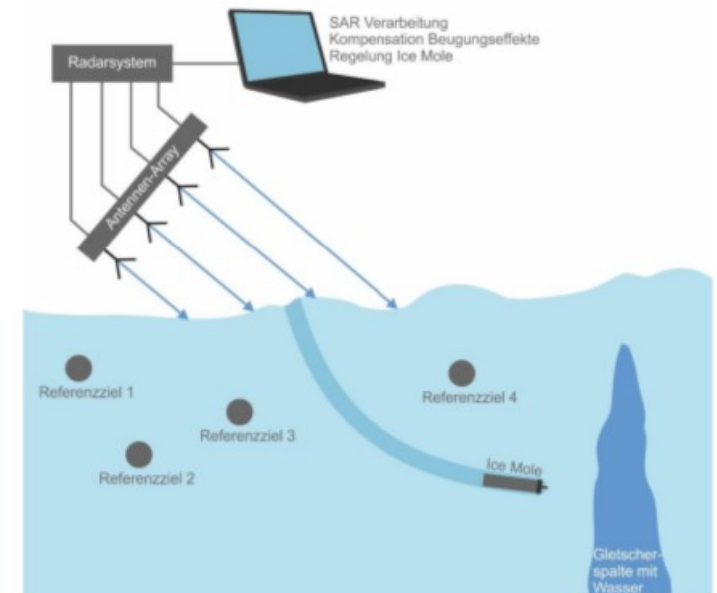 SAR Verarbeitung
Kompensation Beugungseffekte
Regelung Ice Mole
Radarsystem
Antennen-Array
Referenzziel 1
Referenzziel 4
Referenzziel 3
Referenzziel 2
Ice Mole
Gletscher-
spalte mit
Wasser